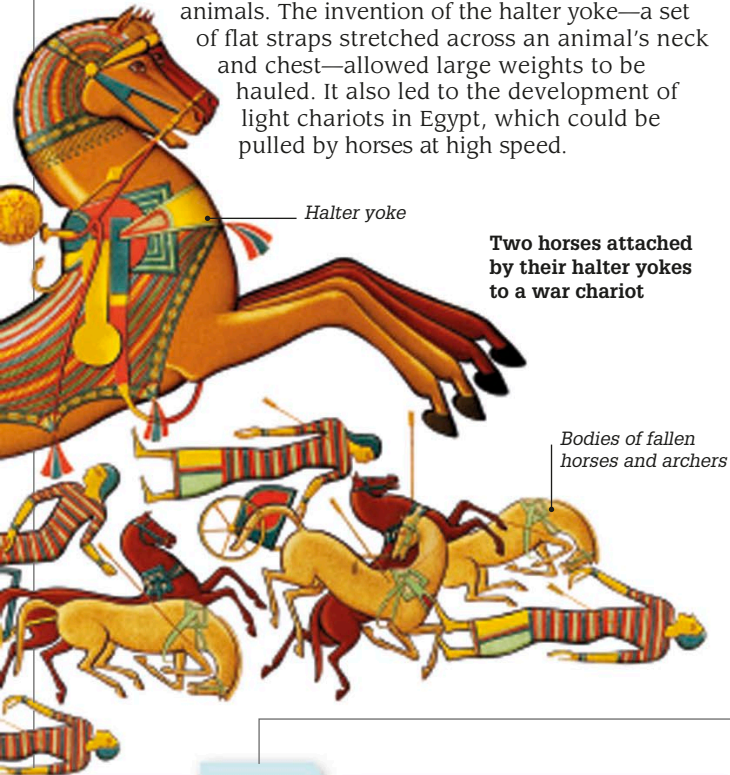 animals. The invention of the halter yoke—a set
of flat straps stretched across an animal’s neck
and chest—allowed large weights to be
hauled. It also led to the development of
light chariots in Egypt, which could be
pulled by horses at high speed.
Halter yoke
Two horses attached
by their halter yokes
to a war chariot
Bodies of fallen
horses and archers